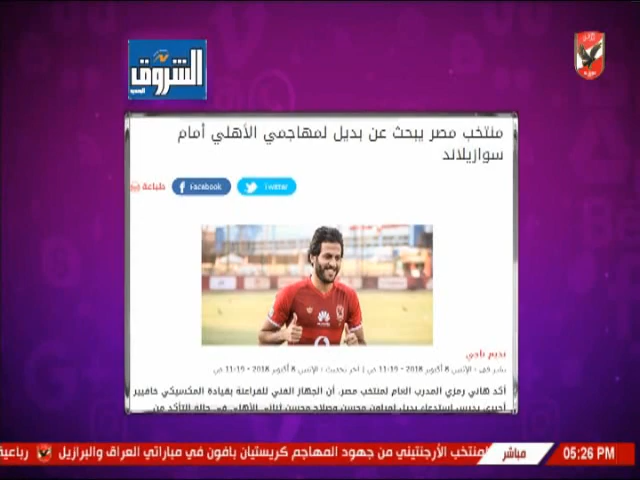 الشروق
منتخب مصر يبحث عن بديل لمهاجمي الأهلي أمام
سوازيلاند
طباعة
Facebook
Twitter
نديم ناجي
نشر في : الإثنين 8 أكتوبر 2018 - 11:19 ص | آخر تحديث : الإثنين 8 أكتوبر 2018 - 11:19 ص
أكد هاني رمزي المدرب العام لمنتخب مصر، أن الجهاز الفني للفراعنة بقيادة المكسيكي خافيير
أجيري يدرس استدعاء بديل لمروان محسن وصلاح محسن ثنائي الأهلي في حالة التأكد من
رباعية المنتخب الأرجنتيني من جهود المهاجم كريستيان بافون في مباراتي العراق والبرازيل
مباشر
05:26 PM